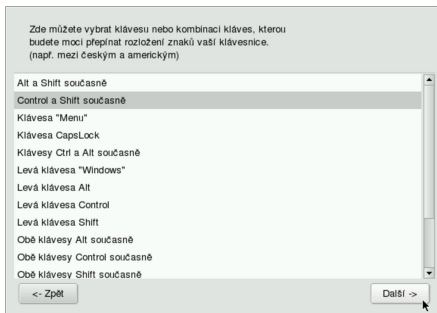 Zde můžete vybrat klávesu nebo kombinaci kláves, kterou
budete moci přepínat rozložení znaků vaší klávesnice.
(např. mezi českým a americkým)
Alt a Shift současně
Control a Shift současně
Klávesa "Menu"
Klávesa CapsLock
Klávesy Ctrl a Alt současně
Levá klávesa "Windows"
Levá klávesa Alt
Levá klávesa Control
Levá klávesa Shift
Obě klávesy Alt současně
Obě klávesy Control současně
Obě klávesy Shift současně
<- Zpět
Další ->